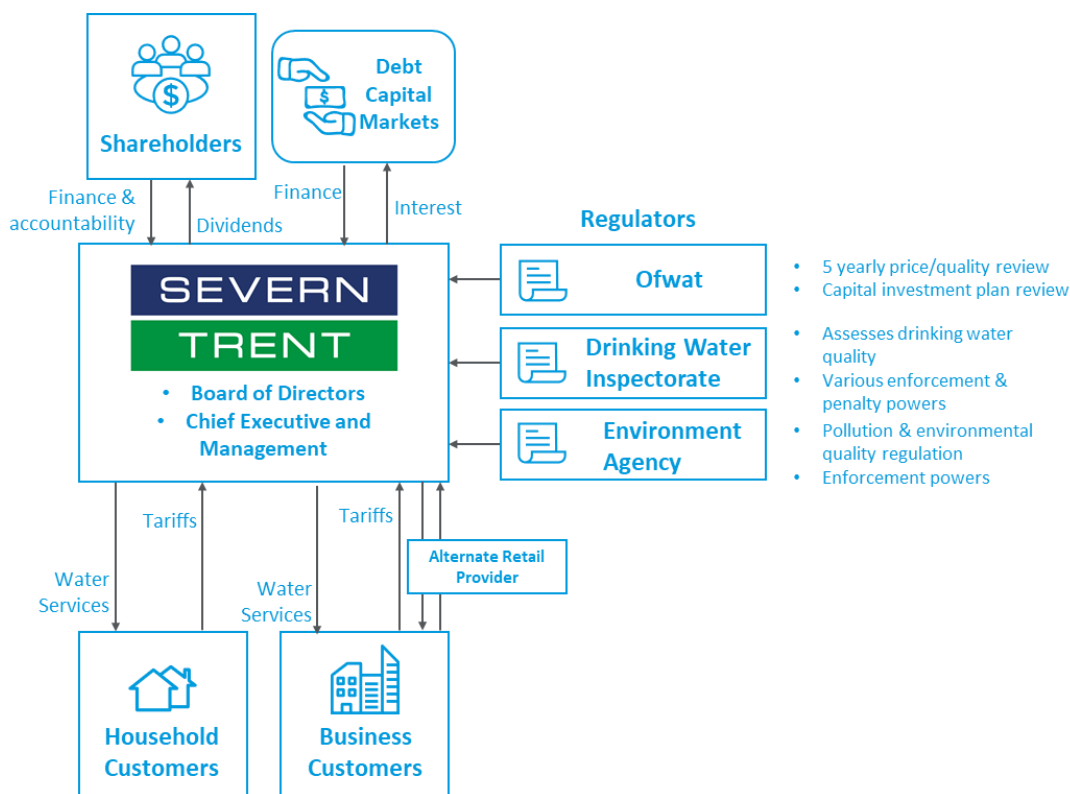 Shareholders
Debt
Capital
Markets
$
$
Finance &
accountability
Dividends
Finance
Interest
Regulators
SEVERN
TRENT
• Board of Directors
• Chief Executive and
Management
Ofwat
• 5 yearly price/quality review
• Capital investment plan review
Drinking Water
Inspectorate
• Assesses drinking water
quality
• Various enforcement &
penalty powers
Environment
Agency
• Pollution & environmental
quality regulation
• Enforcement powers
Tariffs
Tariffs
Alternate Retail
Provider
Water
Services
Water
Services
Household
Customers
Business
Customers